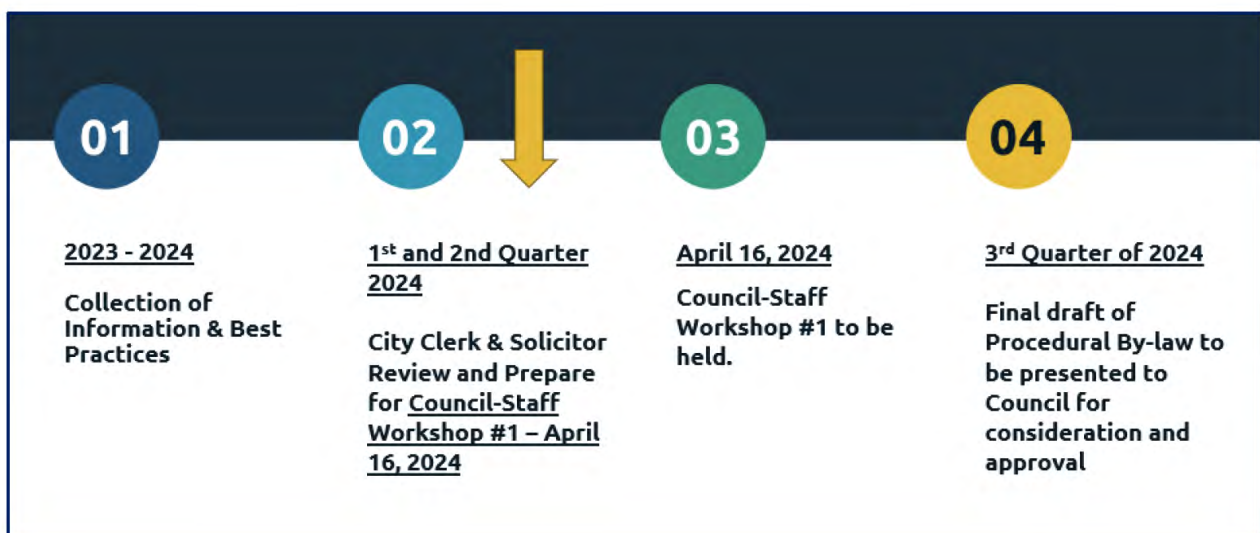 01
2023 - 2024
Collection of
Information & Best
Practices
02
1st and 2nd Quarter
2024
City Clerk & Solicitor
Review and Prepare
for Council-Staff
Workshop #1 – April
16, 2024
03
April 16, 2024
Council-Staff
Workshop #1 to be
held.
04
3rd Quarter of 2024
Final draft of
Procedural By-law to
be presented to
Council for
consideration and
approval